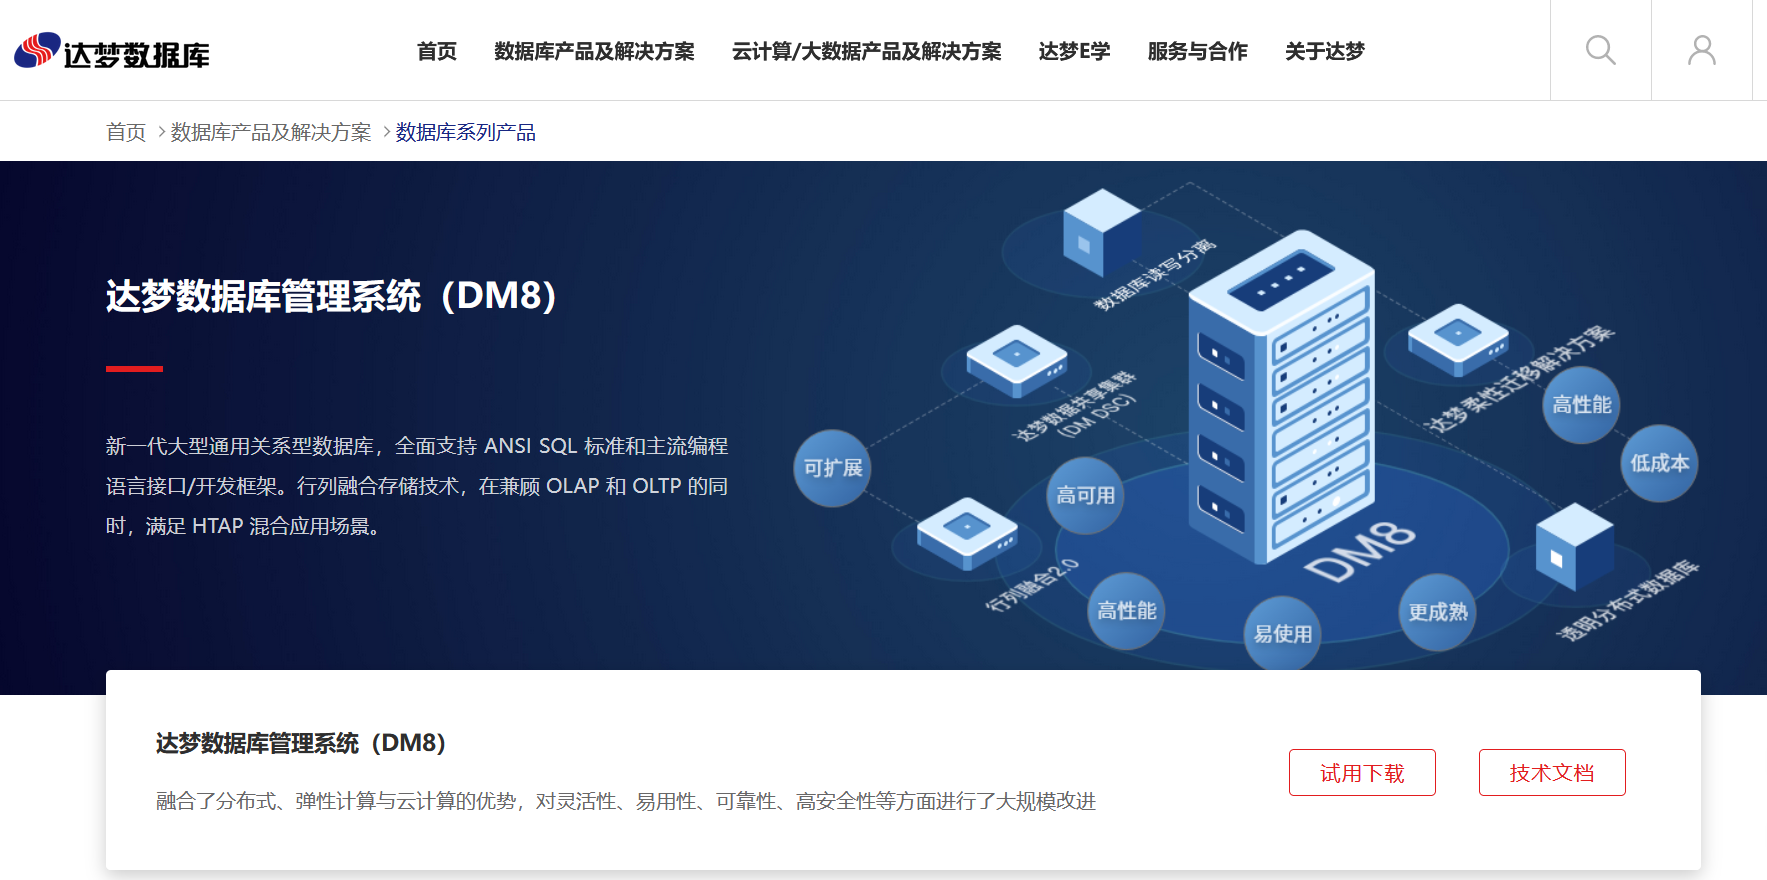 达梦数据库
首页 数据库产品及解决方案 云计算/大数据产品及解决方案 达梦E学 服务与合作 关于达梦
首页 > 数据库产品及解决方案 > 数据库系列产品
达梦数据库管理系统（DM8）
新一代大型通用关系型数据库，全面支持 ANSI SQL 标准和主流编程
语言接口/开发框架。行列融合存储技术，在兼顾 OLAP 和 OLTP 的同
时，满足 HTAP 混合应用场景。
数据库读写分离
达梦数据共享集群
(DM DSC)
达梦柔性迁移解决方案
高性能
可扩展
低成本
高可用
DM8
行列融合2.0
高性能
易使用
更成熟
透明分布式数据库
达梦数据库管理系统（DM8）
融合了分布式、弹性计算与云计算的优势，对灵活性、易用性、可靠性、高安全性等方面进行了大规模改进
试用下载
技术文档